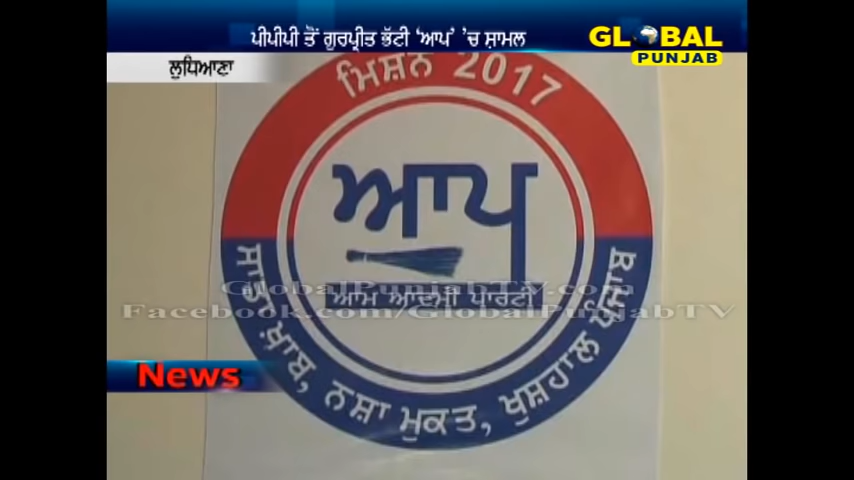 ਪੀਪੀਪੀ ਤੋਂ ਗੁਰਪ੍ਰੀਤ ਭੱਟੀ ‘ਆਪ’ ’ਚ ਸ਼ਾਮਲ
GLOBAL
PUNJAB
ਲੁਧਿਆਣਾ
ਮਿਸ਼ਨ 2017
ਆਪ
ਆਮ ਆਦਮੀ ਪਾਰਟੀ
ਸਾਡਾ ਖ਼ਾਬ, ਨਸ਼ਾ ਮੁਕਤ, ਖੁਸ਼ਹਾਲ ਪੰਜਾਬ
GlobalPunjabTV.com
Facebook.com/GlobalPunjabTV
News